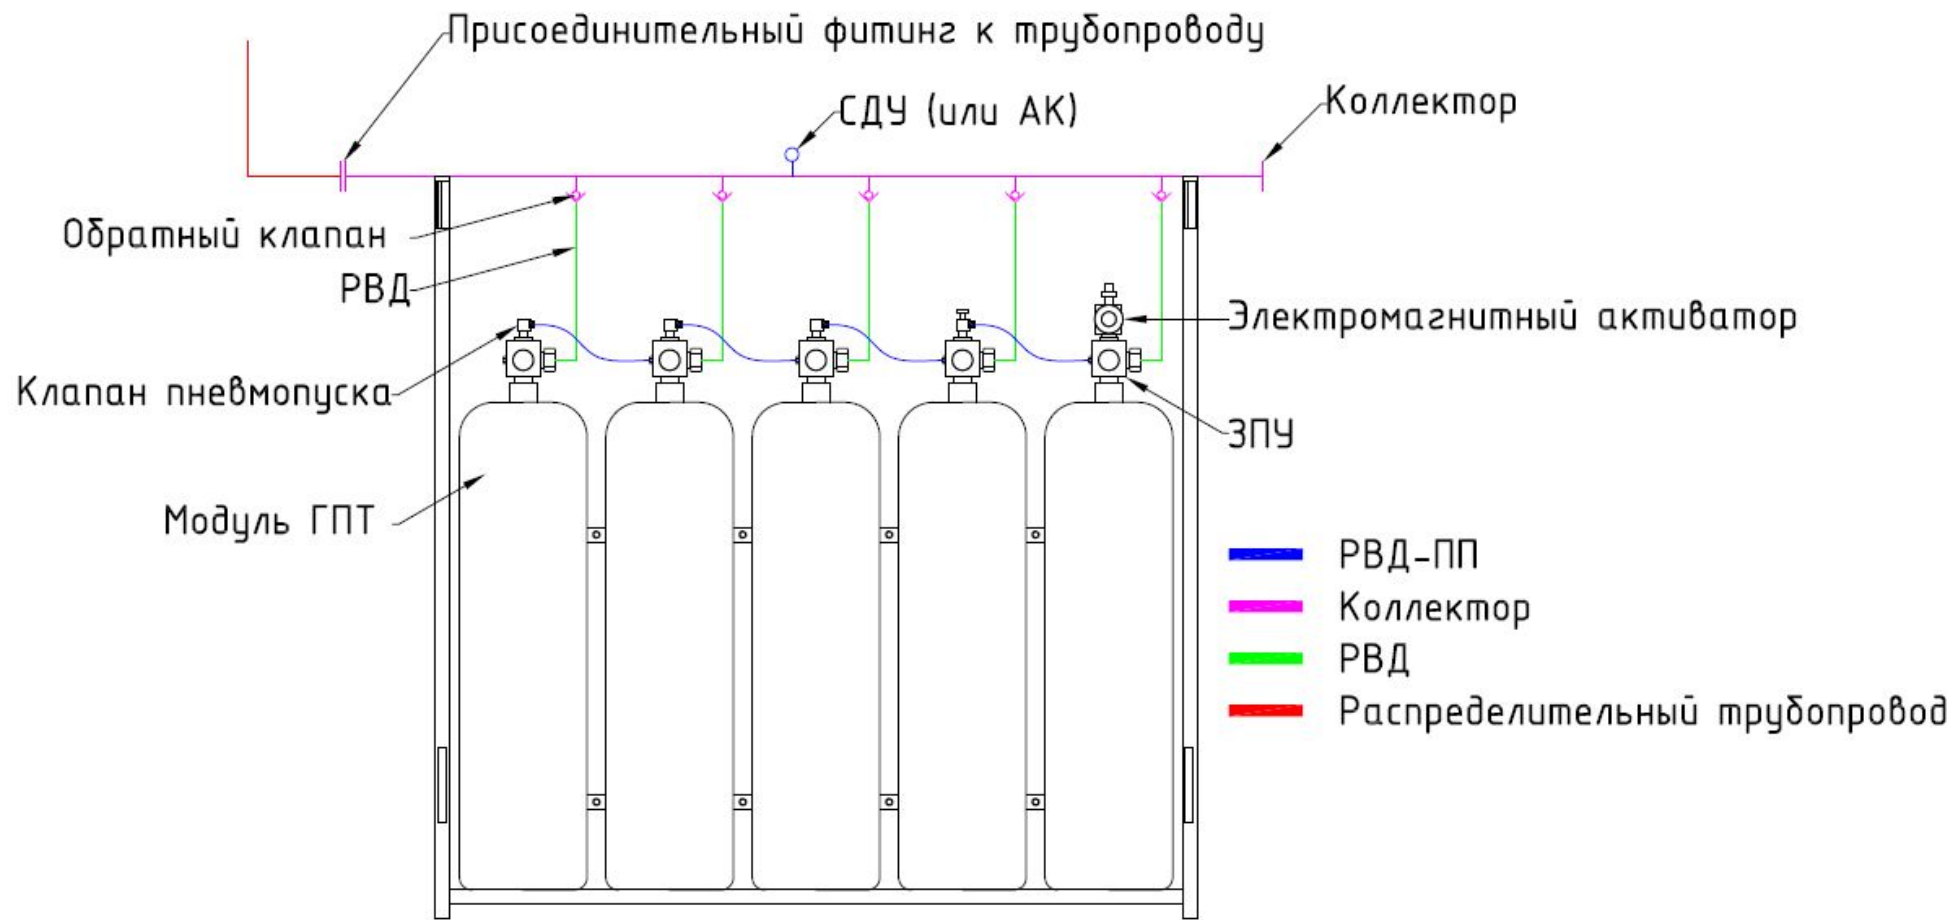 Присоединительный фитинг к трубопроводу
СДУ (или АК)
Коллектор
Обратный клапан
РВД
Электромагнитный активатор
Клапан пневмопуска
ЗПУ
Модуль ГПТ
РВД-ПП
Коллектор
РВД
Распределительный трубопровод